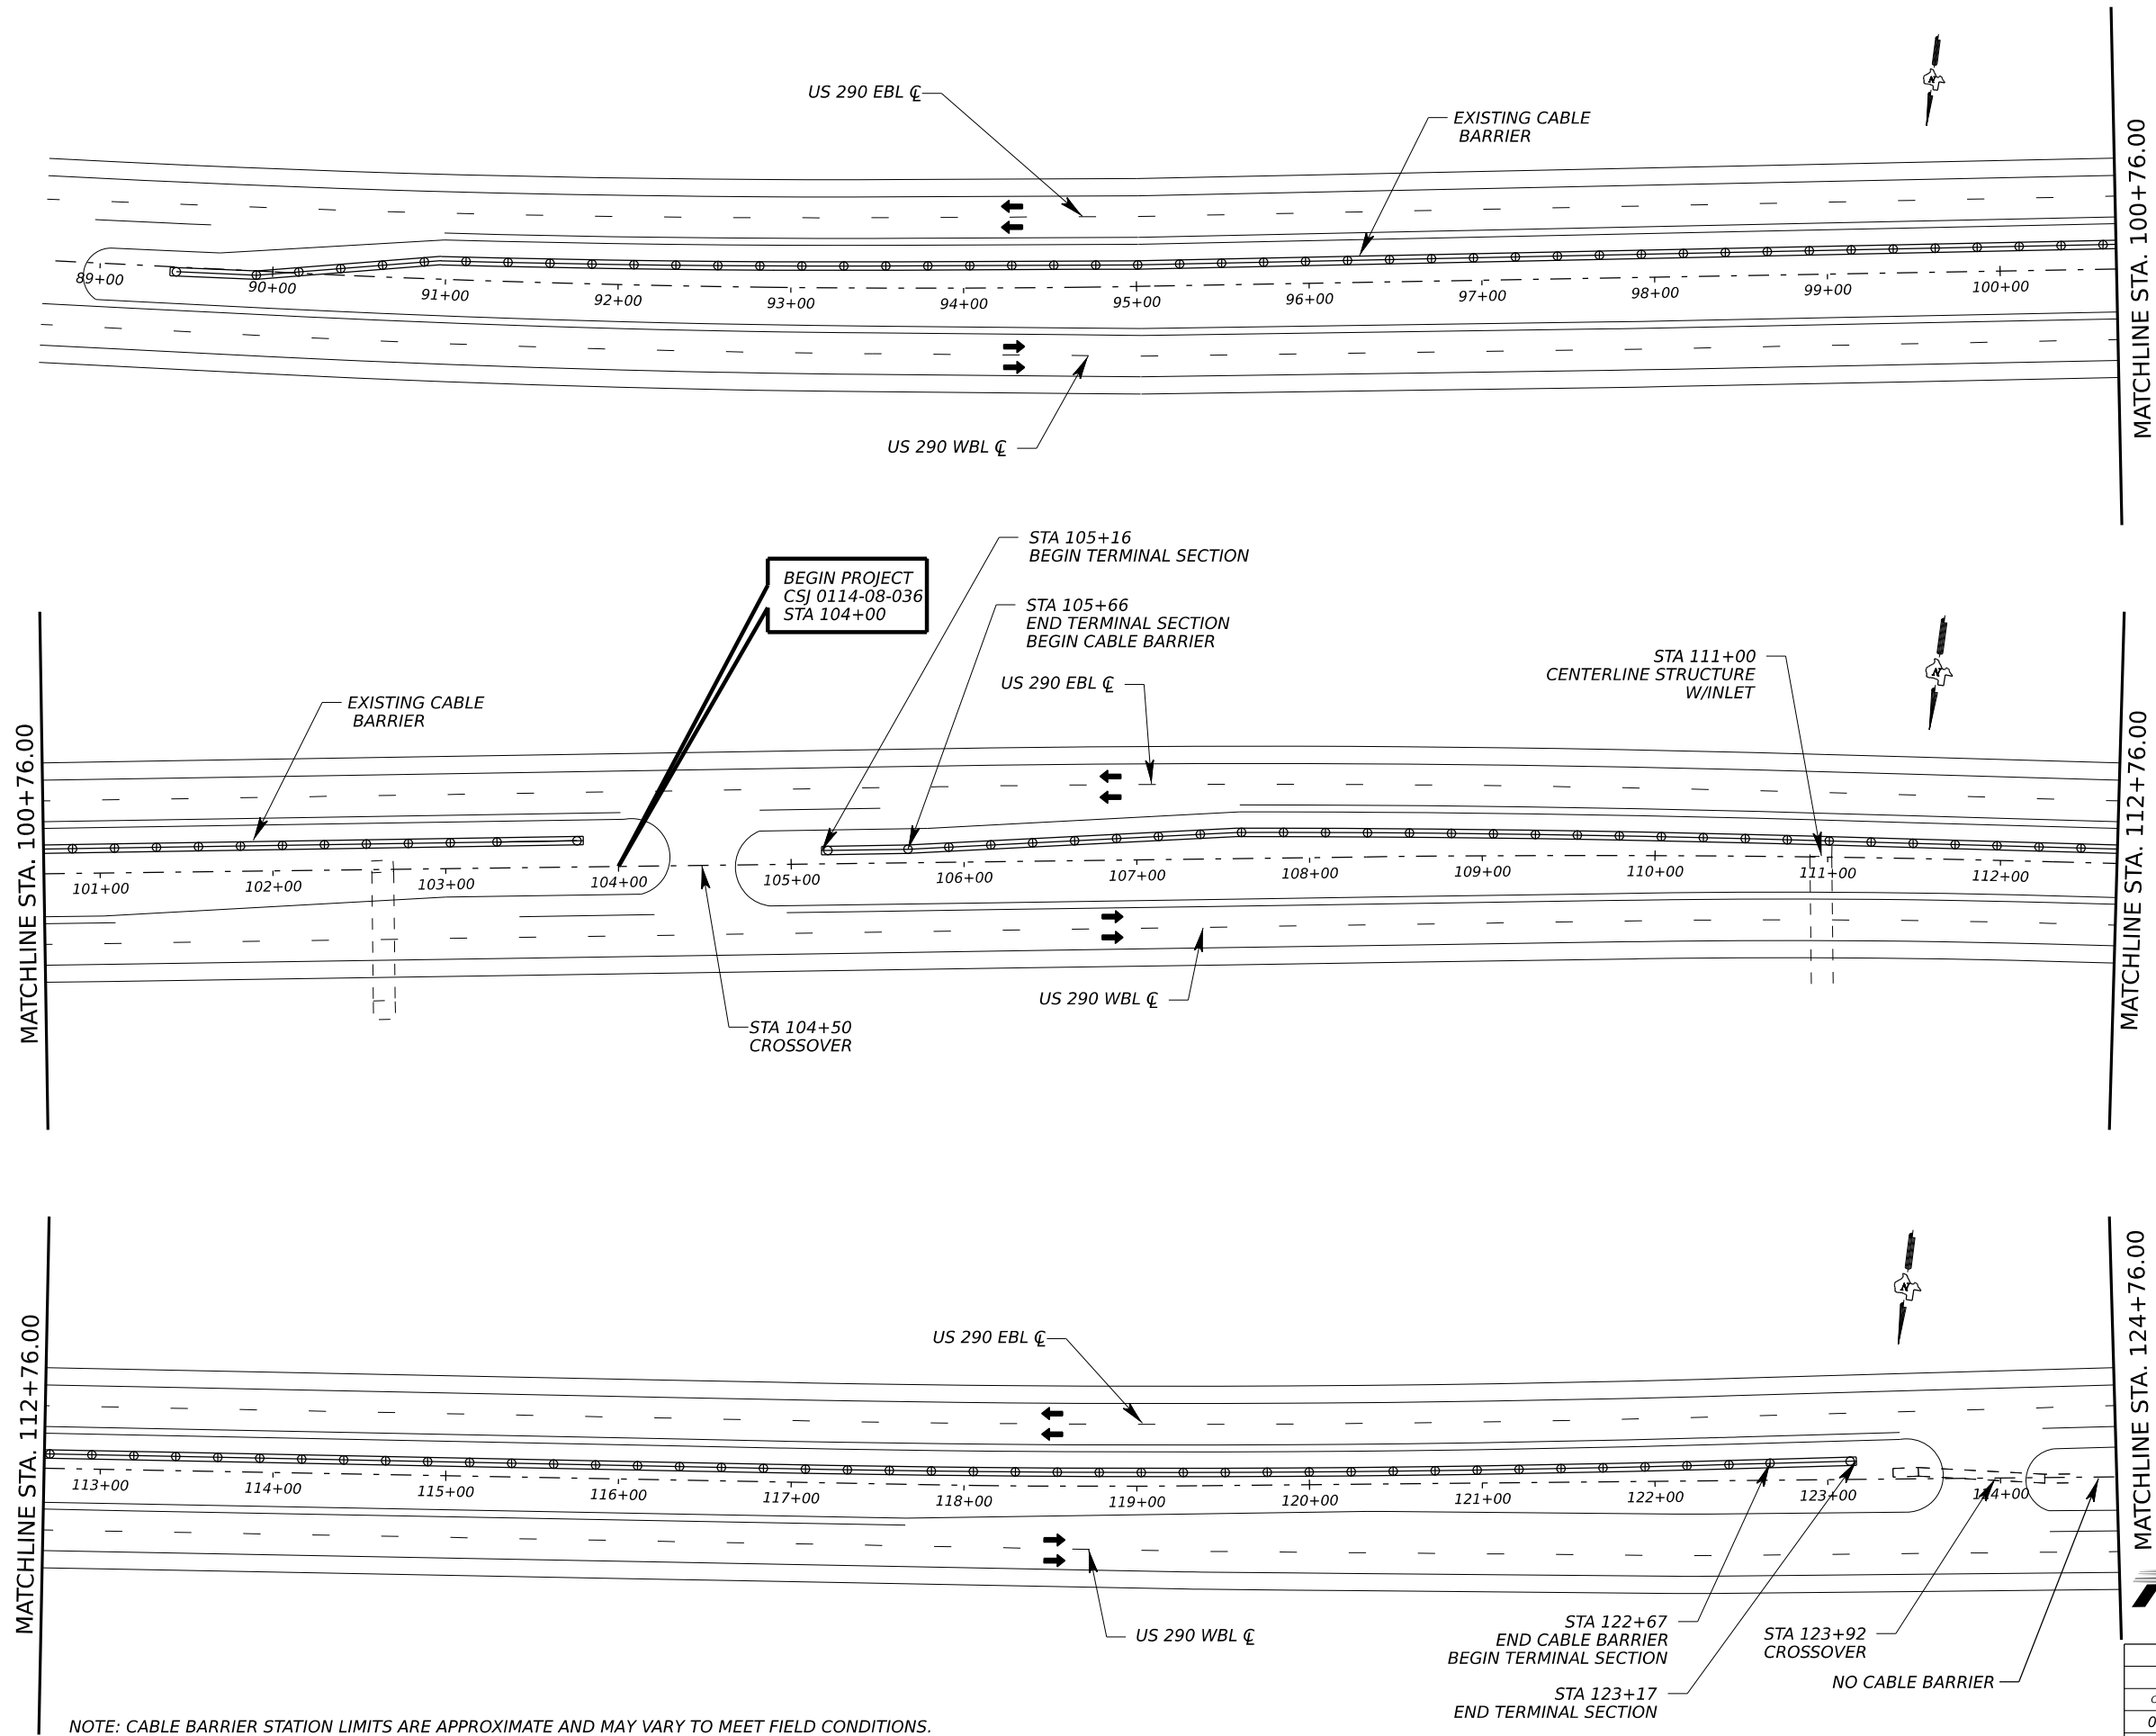 US 290 EBL ℄
EXISTING CABLE
BARRIER
N
MATCHLINE STA. 100+76.00
89+00
90+00
91+00
92+00
93+00
94+00
95+00
96+00
97+00
98+00
99+00
100+00
US 290 WBL ℄
STA 105+16
BEGIN TERMINAL SECTION
BEGIN PROJECT
CSJ 0114-08-036
STA 104+00
STA 105+66
END TERMINAL SECTION
BEGIN CABLE BARRIER
N
STA 111+00
CENTERLINE STRUCTURE
W/INLET
US 290 EBL ℄
EXISTING CABLE
BARRIER
MATCHLINE STA. 100+76.00
MATCHLINE STA. 112+76.00
101+00
102+00
103+00
104+00
105+00
106+00
107+00
108+00
109+00
110+00
111+00
112+00
US 290 WBL ℄
STA 104+50
CROSSOVER
N
US 290 EBL ℄
MATCHLINE STA. 112+76.00
MATCHLINE STA. 124+76.00
113+00
114+00
115+00
116+00
117+00
118+00
119+00
120+00
121+00
122+00
123+00
124+00
US 290 WBL ℄
STA 122+67
END CABLE BARRIER
BEGIN TERMINAL SECTION
STA 123+92
CROSSOVER
NO CABLE BARRIER
STA 123+17
END TERMINAL SECTION
NOTE: CABLE BARRIER STATION LIMITS ARE APPROXIMATE AND MAY VARY TO MEET FIELD CONDITIONS.